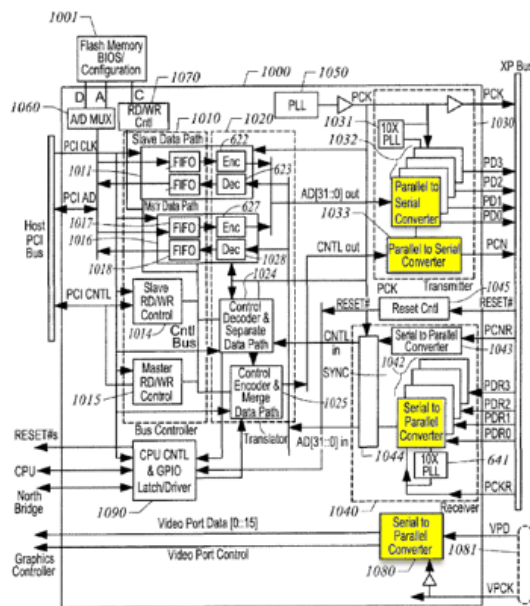 1001
Flash Memory
BIOS/
Configuration
D A C
1070
1000
1050
XP Bus
1060
A/D MUX
RD/WR
Cntl
1010
1020
PLL
PCK
PCK
1030
PCI CLK
Slave Data Path
622
1031
10X
PLL
1032
1011
FIFO
Enc
FIFO
Dec
623
PCI AD
Mstr Data Path
627
AD[31::0] out
Parallel to
Serial
Converter
PD3
PD2
PD1
PD0
1033
Host
PCI
Bus
1017
FIFO
Enc
1016
FIFO
Dec
1018
1028
CNTL out
Parallel to Serial
Converter
PCN
1024
Transmitter
PCI CNTL
Slave
RD/WR
Control
1014
Cntl
Bus
Control
Decoder &
Separate
Data Path
PCK
RESET#
Reset Cntl
1045
RESET#
CNTL
in
Serial to Parallel
Converter
PCNR
1043
SYNC
1042
Master
RD/WR
Control
1015
Control
Encoder &
Merge
Data Path
1025
PDR3
PDR2
PDR1
PDR0
Serial to
Parallel
Converter
Bus Controller
Translator
AD[31::0] in
1044
10X
PLL
641
RESET#s
CPU
North
Bridge
CPU CNTL
& GPIO
Latch/Driver
1090
PCKR
1040
Receiver
Video Port Data [0::15]
Serial to
Parallel
Converter
VPD
1081
Graphics
Controller
Video Port Control
1080
VPCK